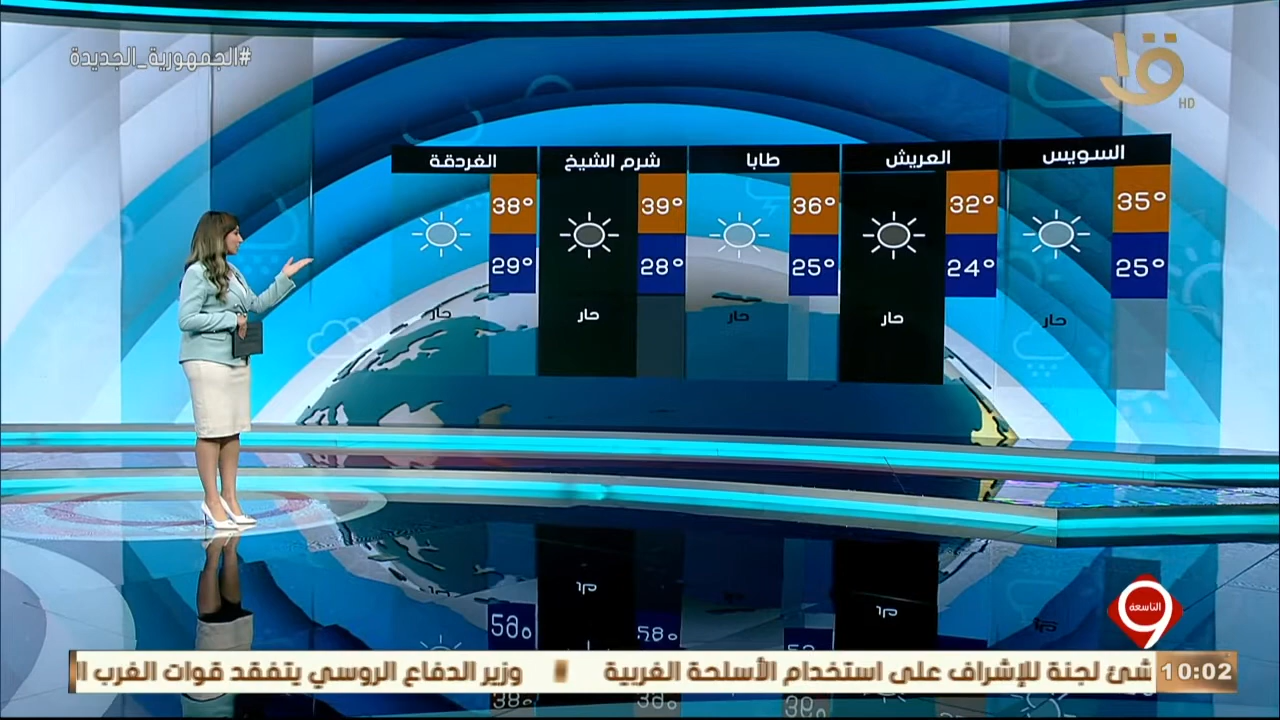 #الجمهورية_الجديدة
HD
السويس
35°
25°
حار
العريش
32°
24°
حار
طابا
36°
25°
حار
شرم الشيخ
39°
28°
حار
الغردقة
38°
29°
حار
التاسعة
9
10:02
لجنة للإشراف على استخدام الأسلحة الغربية
وزير الدفاع الروسي يتفقد قوات الغرب